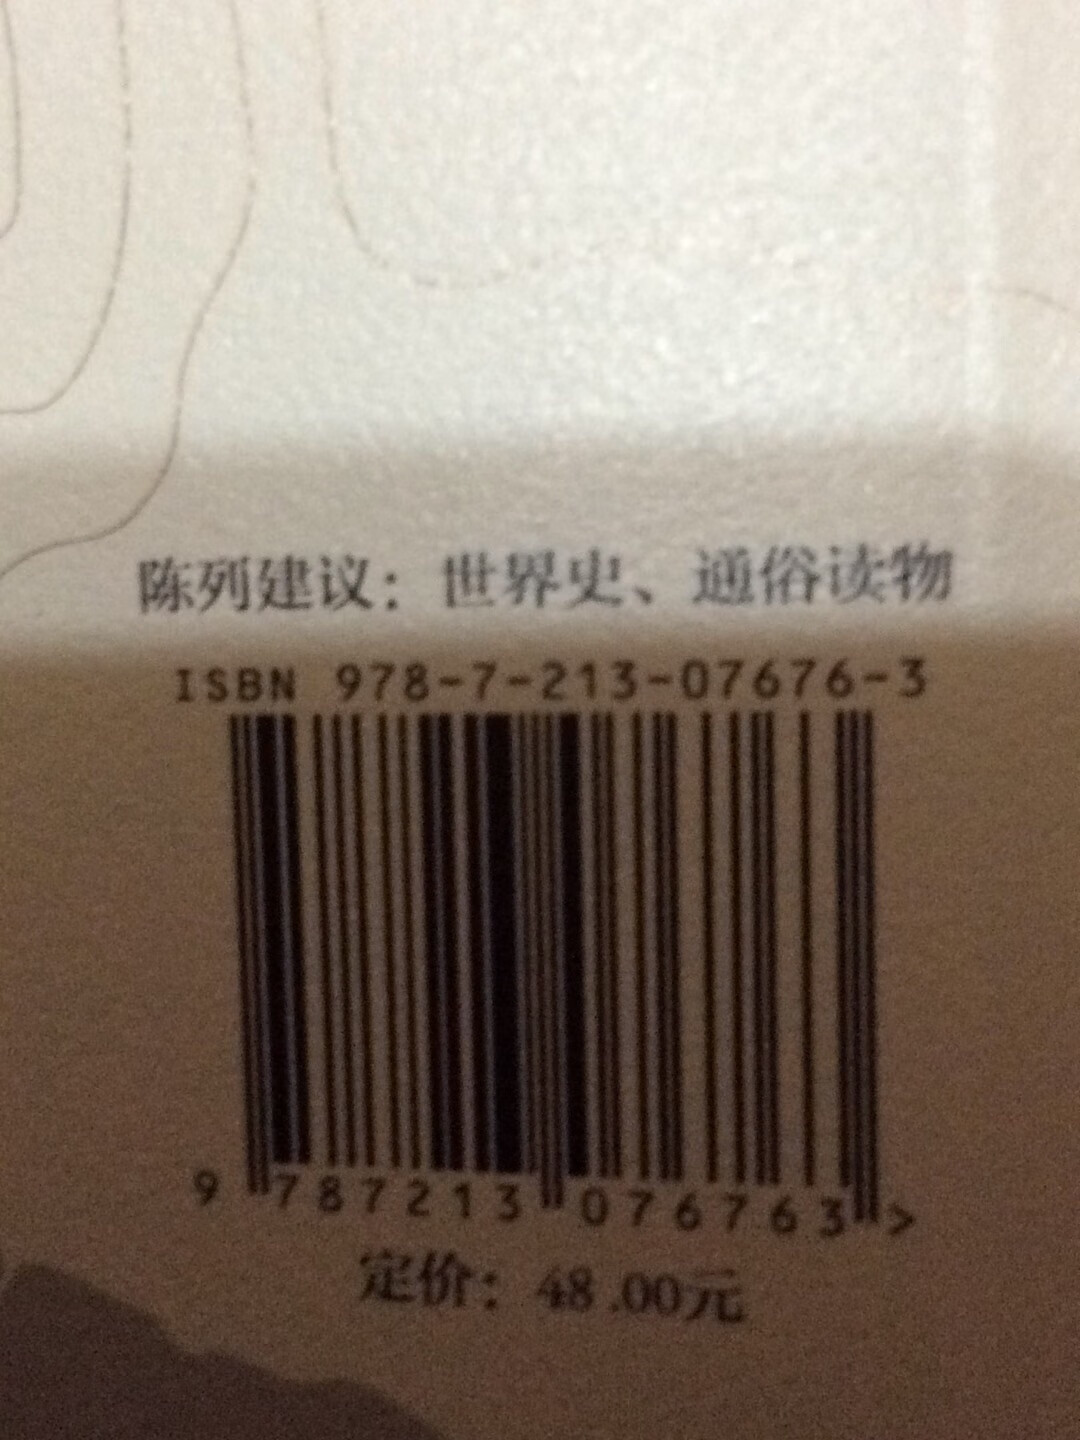 陈列建议：世界史、通俗读物
ISBN 978-7-213-07676-3
9 787213 076763 >
定价：48.00元